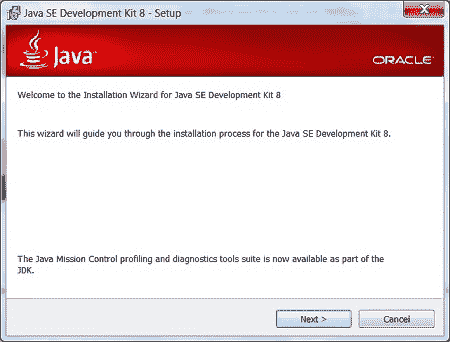 Java SE Development Kit 8 - Setup
Java
ORACLE
Welcome to the Installation Wizard for Java SE Development Kit 8
This wizard will guide you through the installation process for the Java SE Development Kit 8.
The Java Mission Control profiling and diagnostics tools suite is now available as part of the
JDK.
Next >
Cancel